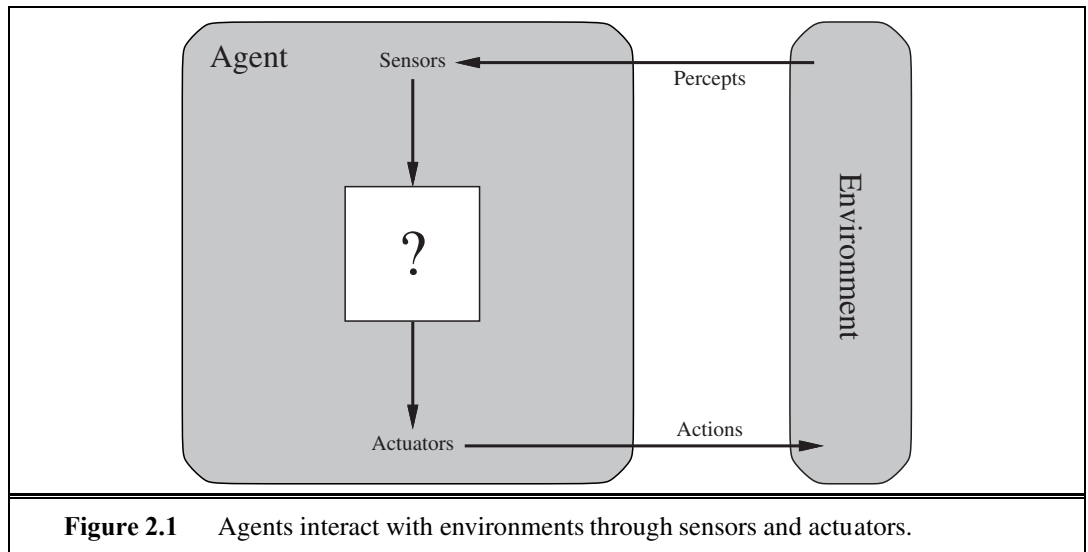 Agent
Sensors
Percepts
Environment
?
Actuators
Actions
Figure 2.1 Agents interact with environments through sensors and actuators.